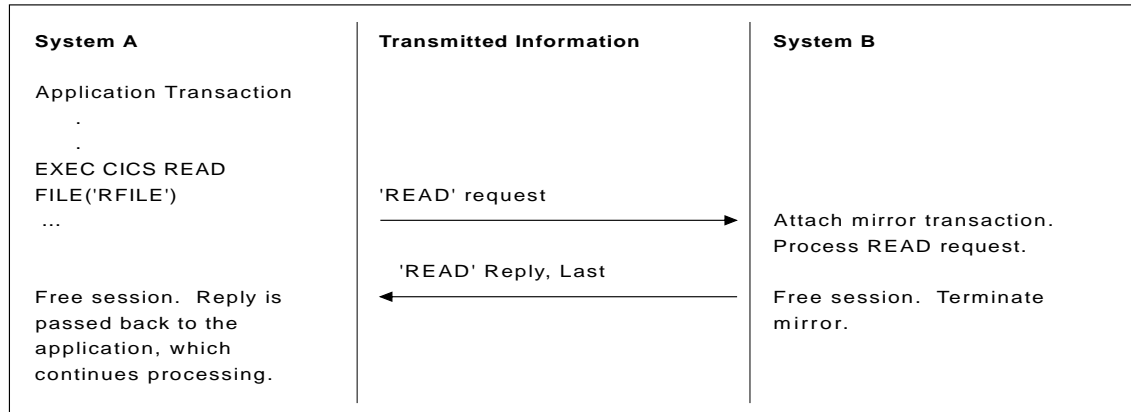 System A
Transmitted Information
System B
Application Transaction
.
.
EXEC CICS READ
FILE('RFILE')
...
'READ' request
Attach mirror transaction.
Process READ request.
'READ' Reply, Last
Free session. Reply is
passed back to the
application, which
continues processing.
Free session. Terminate
mirror.